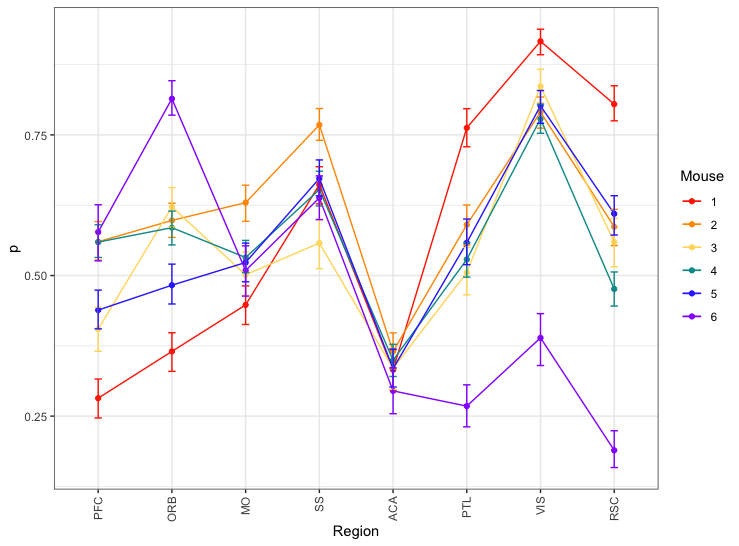 p
0.75
0.50
0.25
PFC
ORB
MO
SS
ACA
PTL
VIS
RSC
Region
Mouse
1
2
3
4
5
6